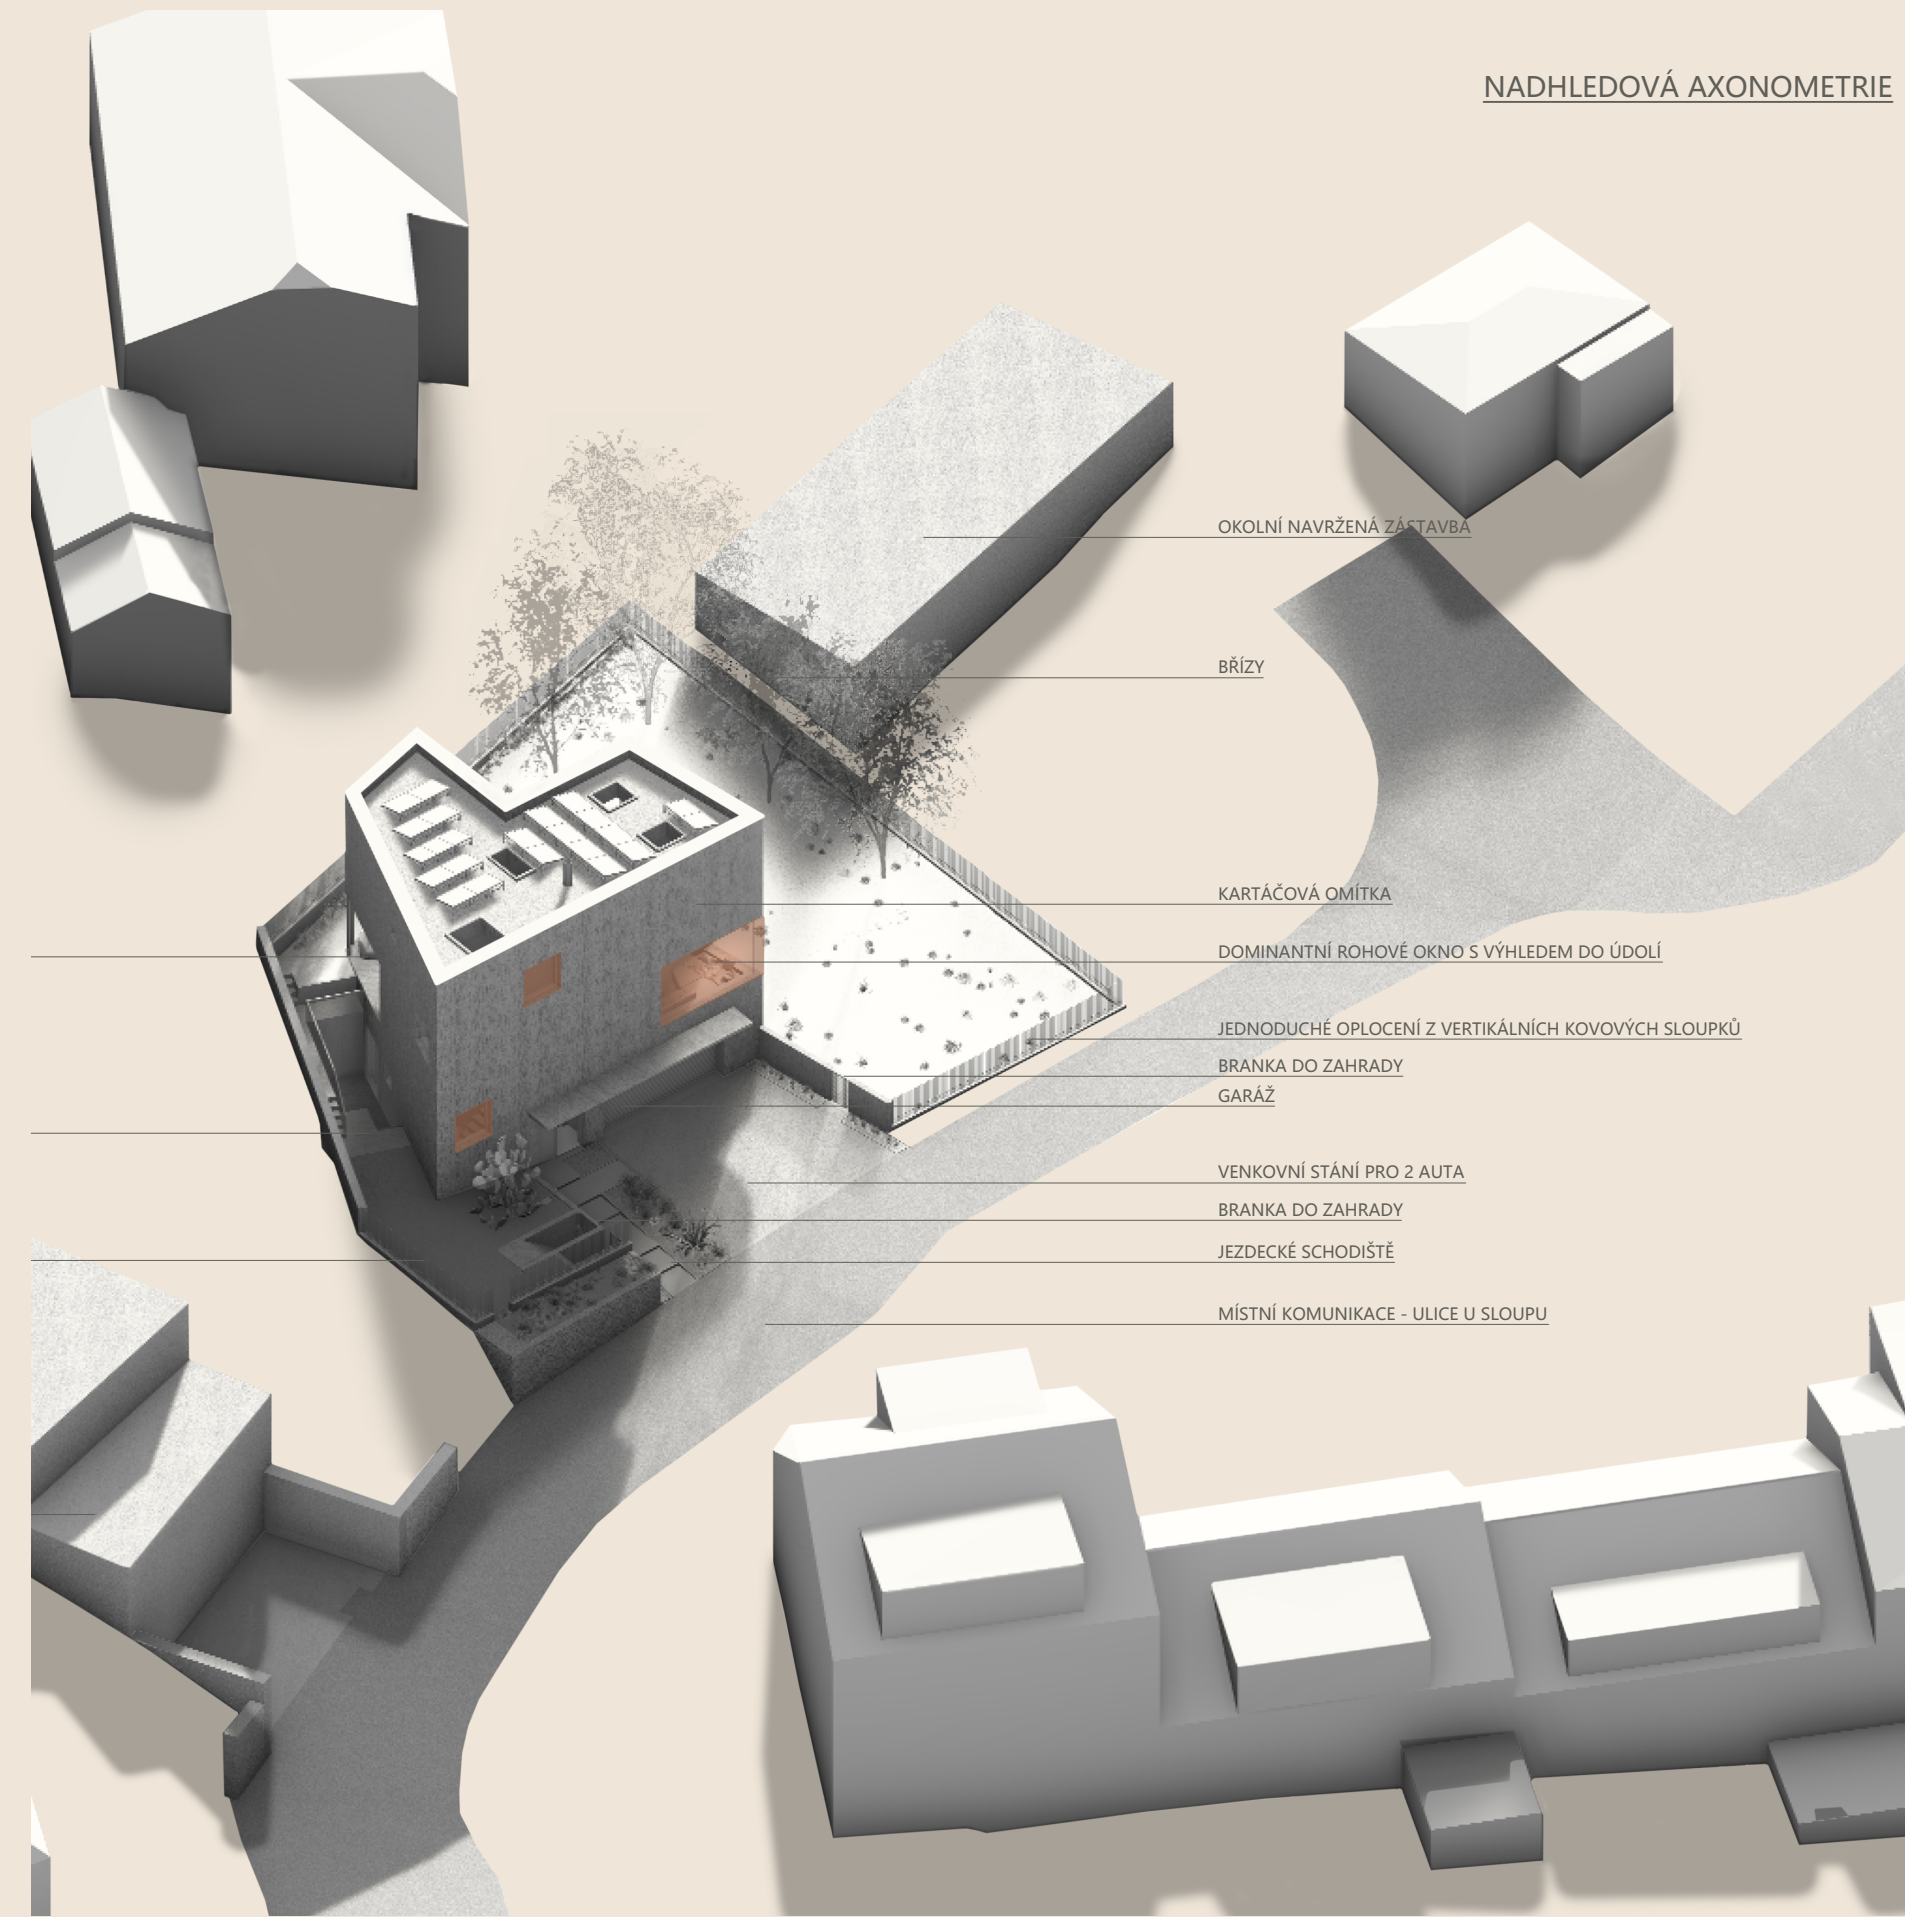 NADHLEDOVÁ AXONOMETRIE
OKOLNÍ NAVRŽENÁ ZÁSTAVBA
BŘÍZY
KARTÁČOVÁ OMÍTKA
DOMINANTNÍ ROHOVÉ OKNO S VÝHLEDEM DO ÚDOLÍ
JEDNODUCHÉ OPLOCENÍ Z VERTIKÁLNÍCH KOVOVÝCH SLOUPKŮ
BRANKA DO ZAHRADY
GARÁŽ
VENKOVNÍ STÁNÍ PRO 2 AUTA
BRANKA DO ZAHRADY
JEZDECKÉ SCHODIŠTĚ
MÍSTNÍ KOMUNIKACE - ULICE U SLOUPU